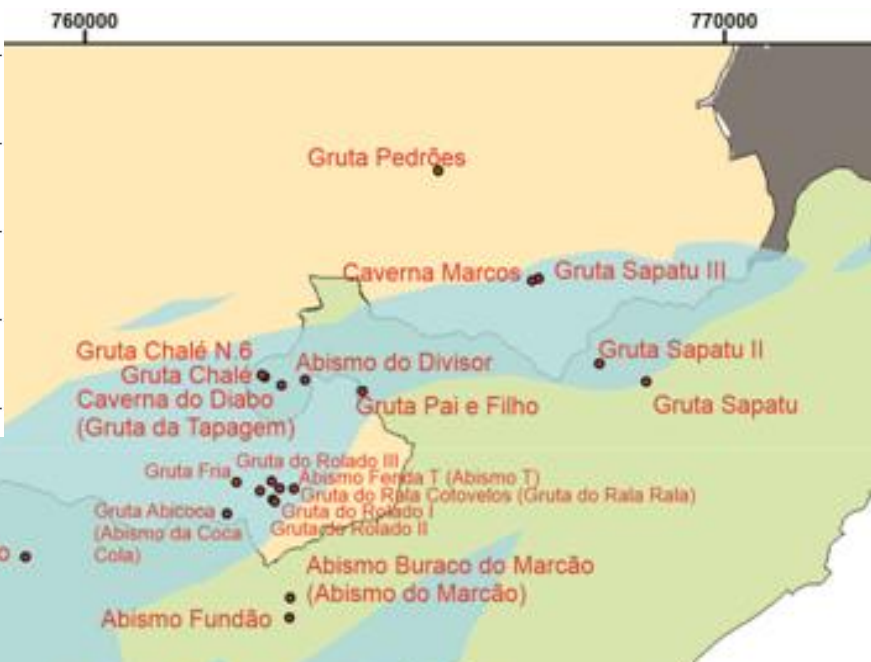 760000
770000
Gruta Pedrões
Caverna Marcos
Gruta Sapatu III
Gruta Chalé N.6
Abismo do Divisor
Gruta Sapatu II
Gruta Chalé
Caverna do Diabo
(Gruta da Tapagem)
Gruta Pai e Filho
Gruta Sapatu
Gruta do Rolado III
Gruta Fria
Abismo Fenda T (Abismo T)
Gruta do Rala Cotovelos (Gruta do Rala Rala)
Gruta Abicoca
(Abismo da Coca
Cola)
Gruta do Rolado I
Gruta do Rolado II
o
Abismo Buraco do Marcão
(Abismo do Marcão)
Abismo Fundão